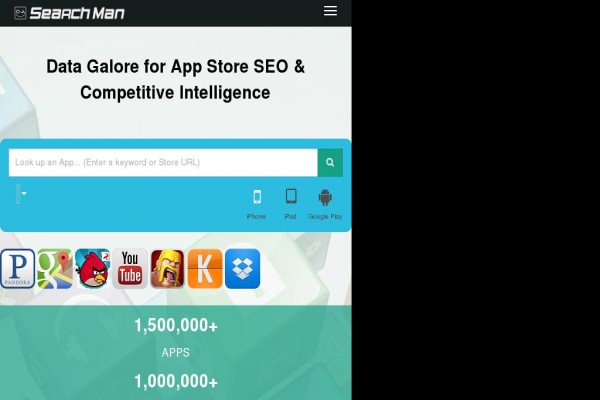 SearchMan
Data Galore for App Store SEO &
Competitive Intelligence
Look up an App... (Enter a keyword or Store URL)
iPhone
iPad
Google Play
P
PANDORA
g
You
Tube
K
1,500,000+
APPS
1,000,000+